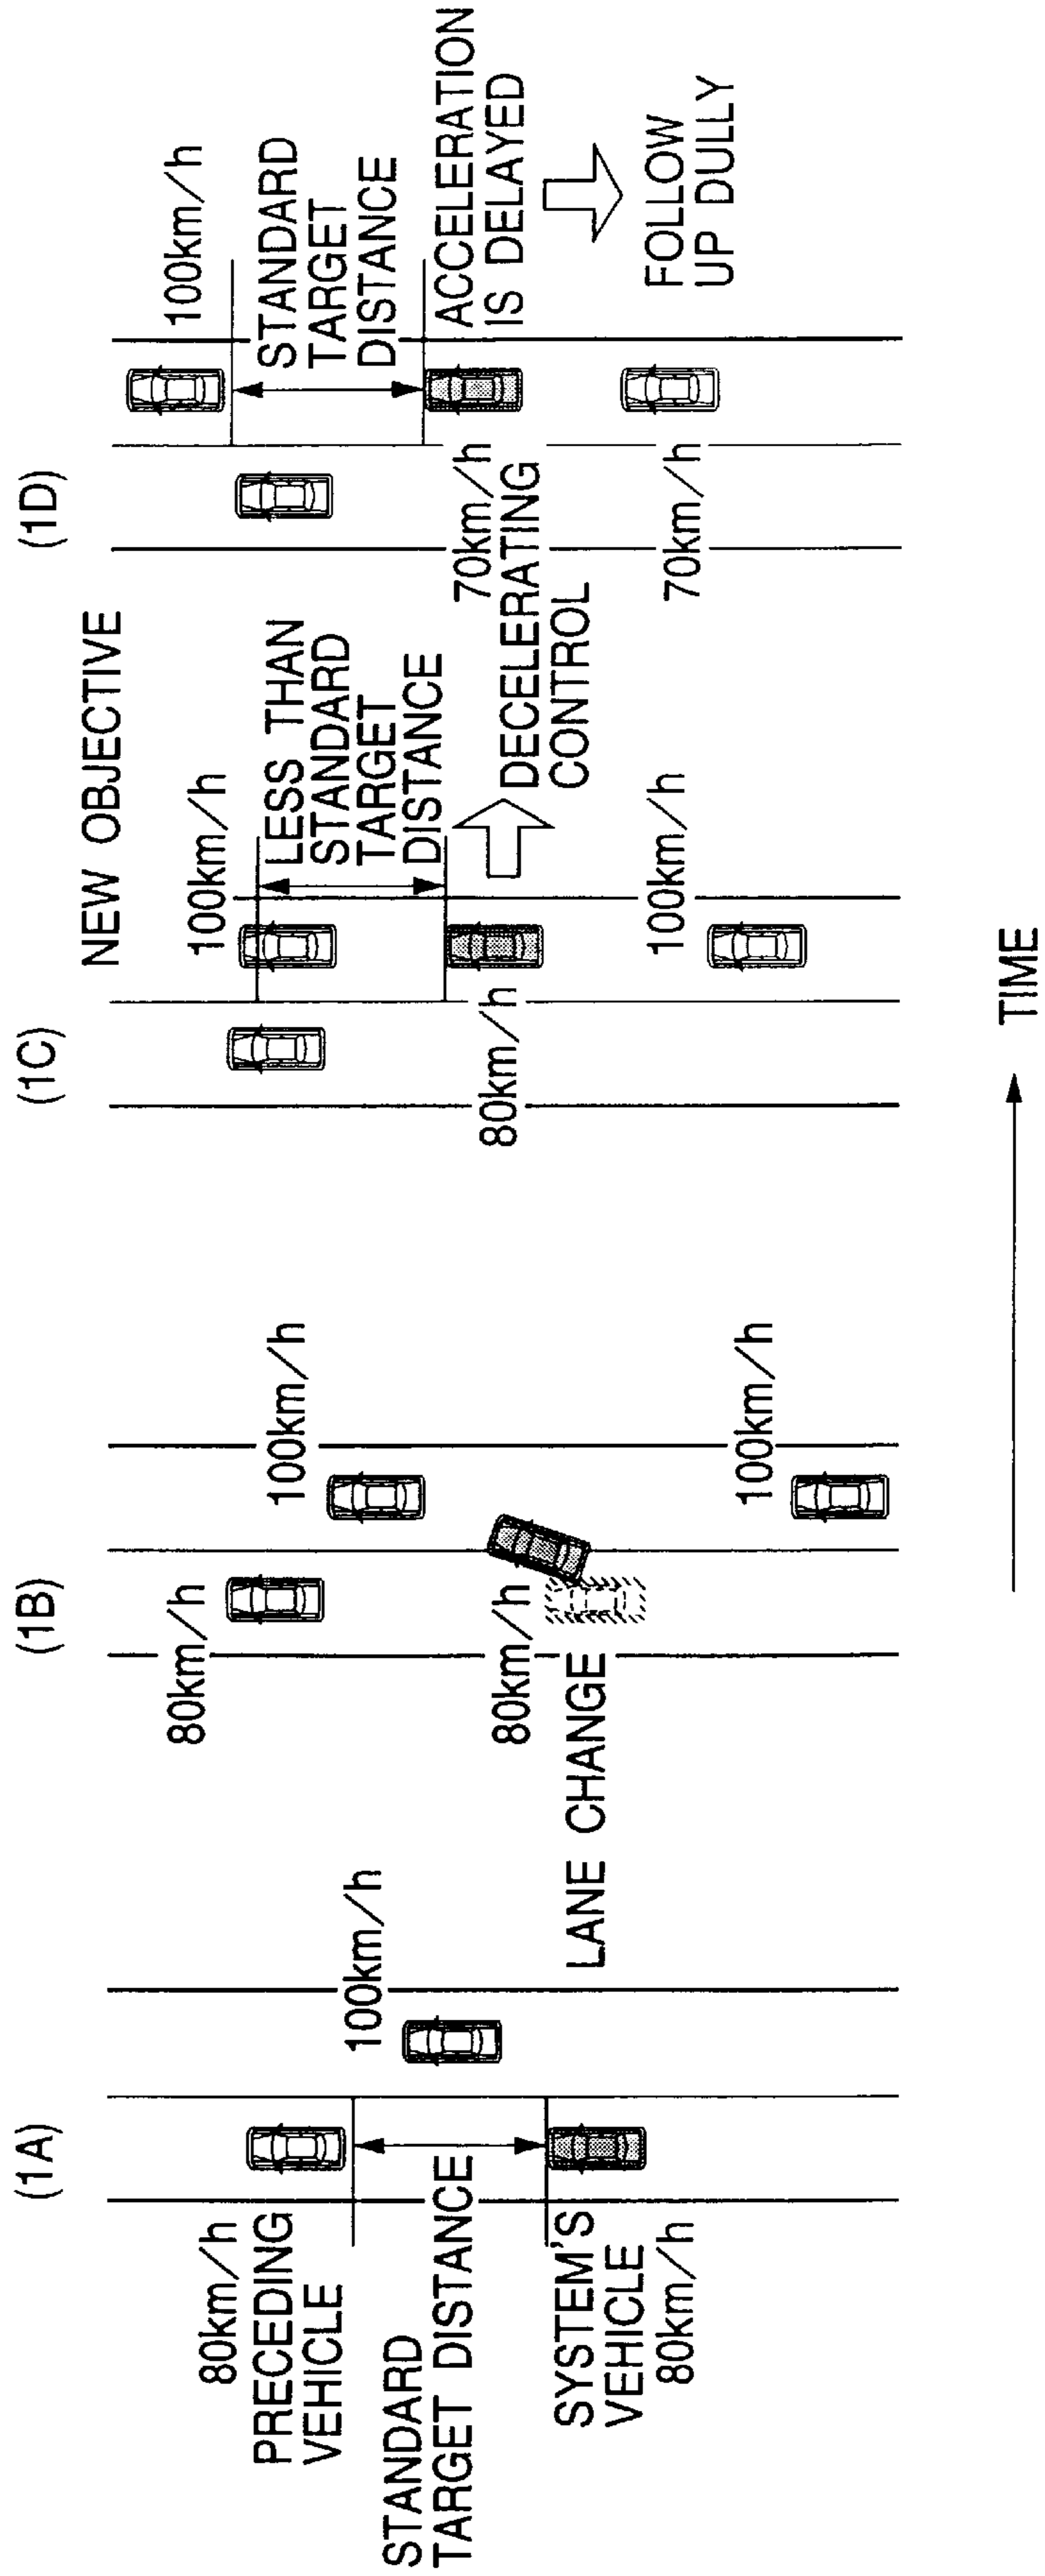 (1A)
80km/h
PRECEDING
VEHICLE
STANDARD
TARGET DISTANCE
SYSTEM'S
VEHICLE
80km/h
100km/h
(1B)
80km/h
100km/h
80km/h
LANE CHANGE
100km/h
(1C)
NEW OBJECTIVE
100km/h
LESS THAN
STANDARD
TARGET
DISTANCE
80km/h
DECELERATING
CONTROL
100km/h
(1D)
100km/h
STANDARD
TARGET
DISTANCE
70km/h
ACCELERATION
IS DELAYED
FOLLOW
UP DULLY
70km/h
TIME